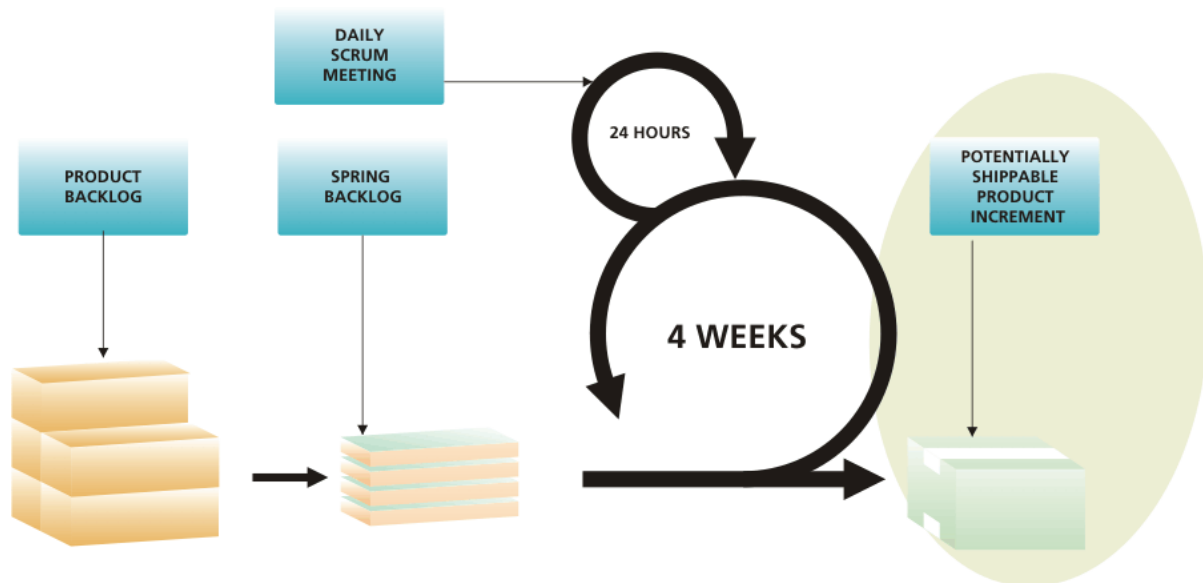 DAILY
SCRUM
MEETING
24 HOURS
PRODUCT
BACKLOG
SPRING
BACKLOG
POTENTIALLY
SHIPPABLE
PRODUCT
INCREMENT
4 WEEKS